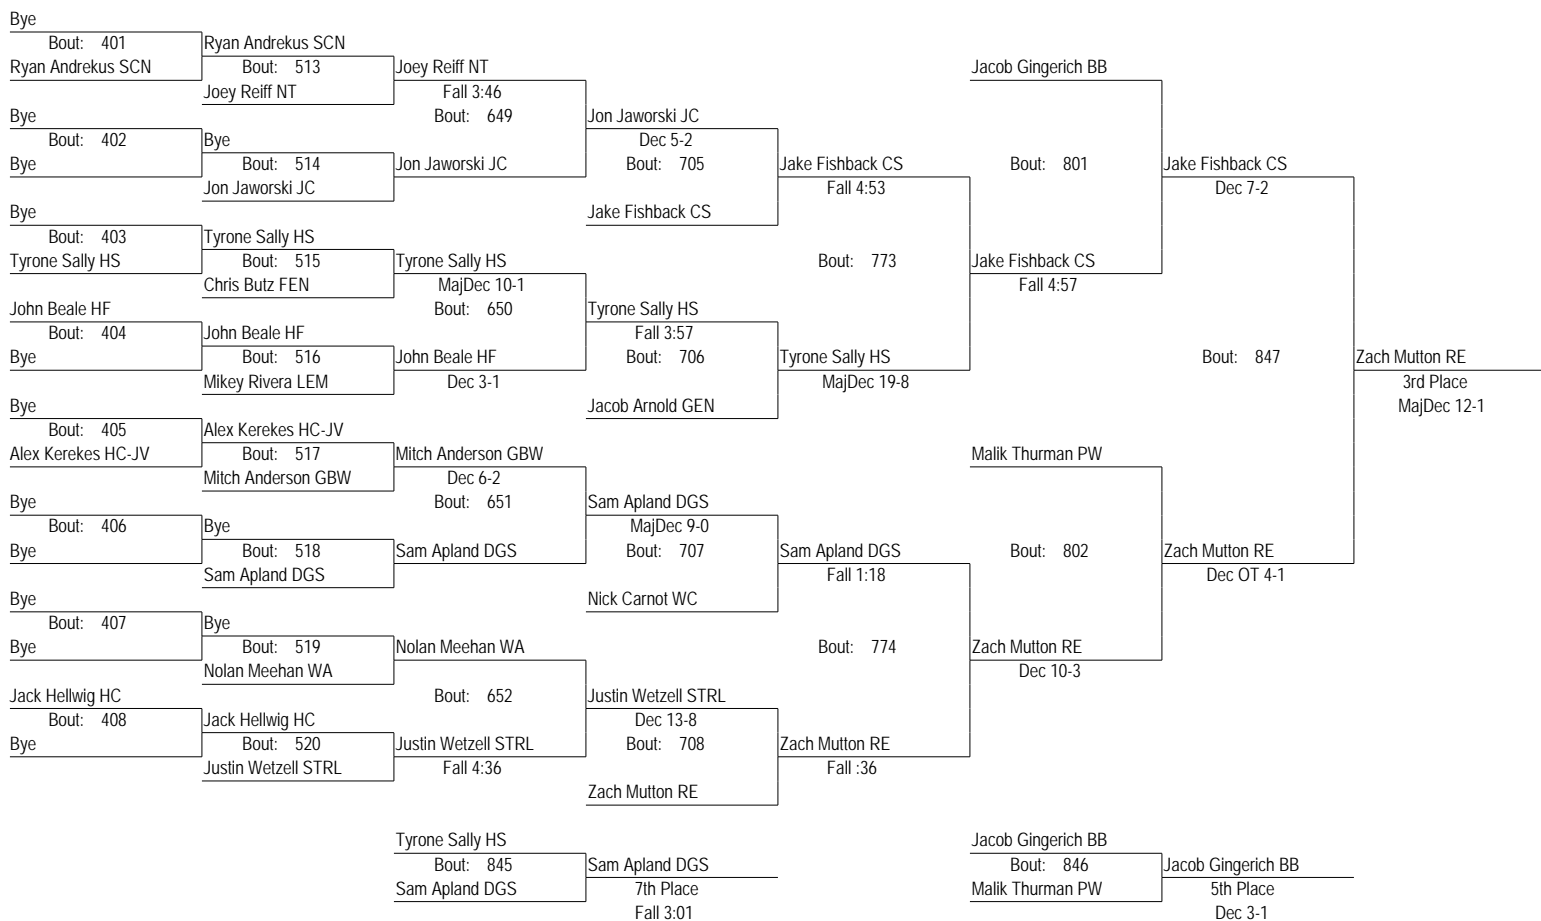 Bye
Bout: 401
Ryan Andrekus SCN
Ryan Andrekus SCN
Bout: 513
Joey Reiff NT
Joey Reiff NT
Fall 3:46
Bout: 649
Bye
Bout: 402
Bye
Bye
Bout: 514
Jon Jaworski JC
Jon Jaworski JC
Jon Jaworski JC
Dec 5-2
Bout: 705
Jake Fishback CS
Jake Fishback CS
Fall 4:53
Bye
Bout: 403
Tyrone Sally HS
Tyrone Sally HS
Bout: 515
Chris Butz FEN
Tyrone Sally HS
MajDec 10-1
Bout: 650
John Beale HF
Bout: 404
Bye
John Beale HF
Bout: 516
Mikey Rivera LEM
John Beale HF
Dec 3-1
Tyrone Sally HS
Fall 3:57
Bout: 706
Jacob Arnold GEN
Tyrone Sally HS
MajDec 19-8
Bout: 773
Jake Fishback CS
Fall 4:57
Jacob Gingerich BB
Bout: 801
Jake Fishback CS
Dec 7-2
Bye
Bout: 405
Alex Kerekes HC-JV
Alex Kerekes HC-JV
Bout: 517
Mitch Anderson GBW
Mitch Anderson GBW
Dec 6-2
Bout: 651
Bye
Bout: 406
Bye
Bye
Bout: 518
Sam Apland DGS
Sam Apland DGS
Sam Apland DGS
MajDec 9-0
Bout: 707
Nick Carnot WC
Sam Apland DGS
Fall 1:18
Bye
Bout: 407
Bye
Bye
Bout: 519
Nolan Meehan WA
Nolan Meehan WA
Bout: 652
Jack Hellwig HC
Bout: 408
Bye
Jack Hellwig HC
Bout: 520
Justin Wetzell STRL
Justin Wetzell STRL
Fall 4:36
Justin Wetzell STRL
Dec 13-8
Bout: 708
Zach Mutton RE
Zach Mutton RE
Fall :36
Bout: 774
Zach Mutton RE
Dec 10-3
Malik Thurman PW
Bout: 802
Zach Mutton RE
Dec OT 4-1
Bout: 847
Zach Mutton RE
3rd Place
MajDec 12-1
Tyrone Sally HS
Bout: 845
Sam Apland DGS
Sam Apland DGS
7th Place
Fall 3:01
Jacob Gingerich BB
Bout: 846
Malik Thurman PW
Jacob Gingerich BB
5th Place
Dec 3-1